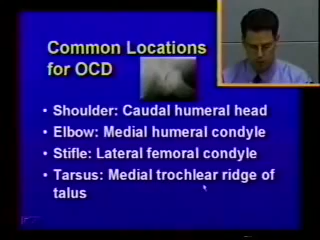 Common Locations
for OCD
• Shoulder: Caudal humeral head
• Elbow: Medial humeral condyle
• Stifle: Lateral femoral condyle
• Tarsus: Medial trochlear ridge of
talus